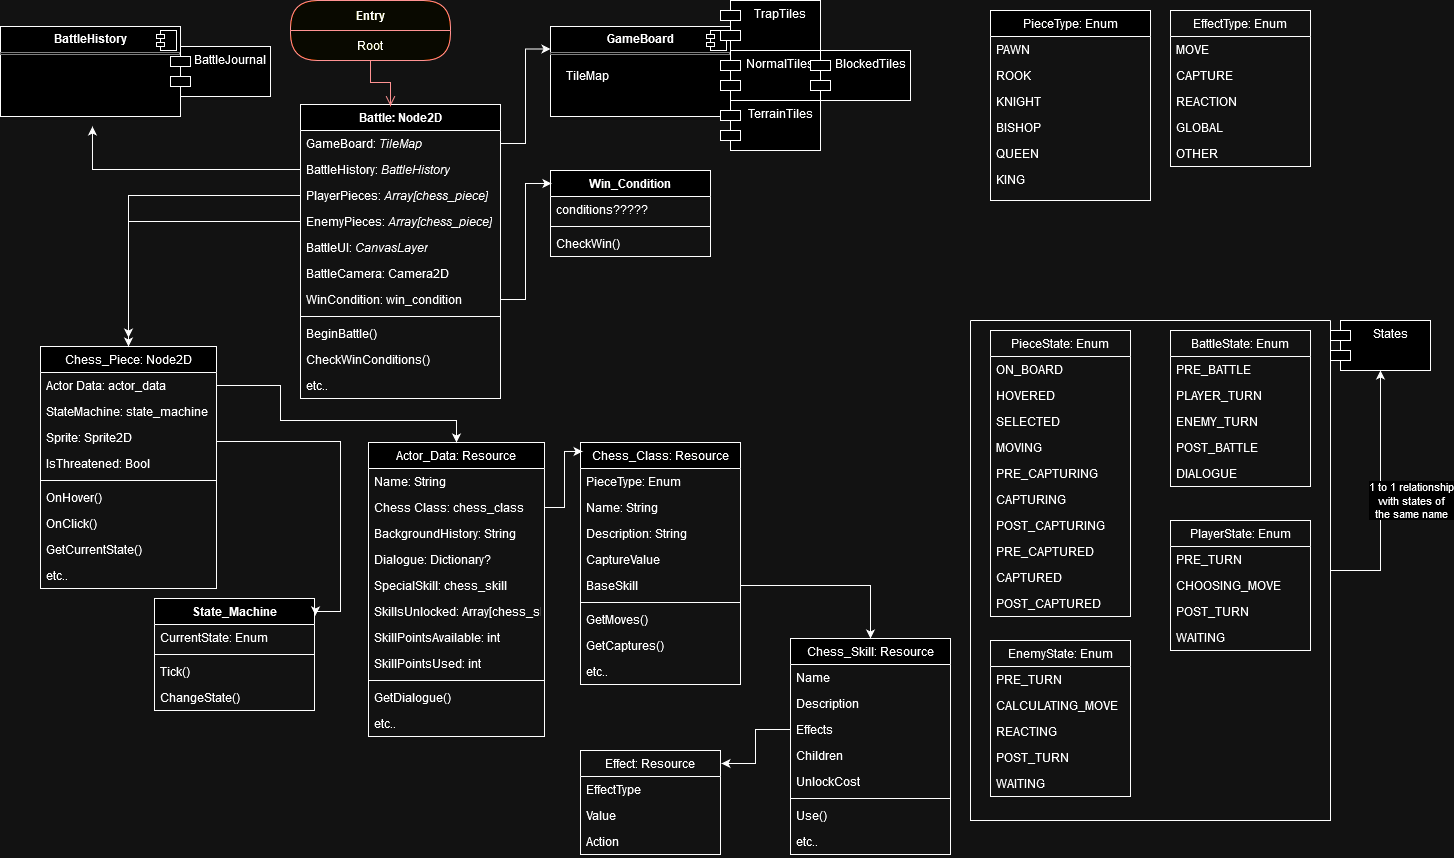 Entry
Root
BattleHistory
BattleJournal
GameBoard
TileMap
TrapTiles
NormalTiles
BlockedTiles
TerrainTiles
Battle: Node2D
GameBoard: TileMap
BattleHistory: BattleHistory
PlayerPieces: Array[chess_piece]
EnemyPieces: Array[chess_piece]
BattleUI: CanvasLayer
BattleCamera: Camera2D
WinCondition: win_condition
BeginBattle()
CheckWinConditions()
etc..
Win_Condition
conditions?????
CheckWin()
Chess_Piece: Node2D
Actor Data: actor_data
StateMachine: state_machine
Sprite: Sprite2D
IsThreatened: Bool
OnHover()
OnClick()
GetCurrentState()
etc..
State_Machine
CurrentState: Enum
Tick()
ChangeState()
Actor_Data: Resource
Name: String
Chess Class: chess_class
BackgroundHistory: String
Dialogue: Dictionary?
SpecialSkill: chess_skill
SkillsUnlocked: Array[chess_s
SkillPointsAvailable: int
SkillPointsUsed: int
GetDialogue()
etc..
Chess_Class: Resource
PieceType: Enum
Name: String
Description: String
CaptureValue
BaseSkill
GetMoves()
GetCaptures()
etc..
Chess_Skill: Resource
Name
Description
Effects
Children
UnlockCost
Use()
etc..
Effect: Resource
EffectType
Value
Action
PieceType: Enum
PAWN
ROOK
KNIGHT
BISHOP
QUEEN
KING
EffectType: Enum
MOVE
CAPTURE
REACTION
GLOBAL
OTHER
PieceState: Enum
ON_BOARD
HOVERED
SELECTED
MOVING
PRE_CAPTURING
CAPTURING
POST_CAPTURING
PRE_CAPTURED
CAPTURED
POST_CAPTURED
BattleState: Enum
PRE_BATTLE
PLAYER_TURN
ENEMY_TURN
POST_BATTLE
DIALOGUE
PlayerState: Enum
PRE_TURN
CHOOSING_MOVE
POST_TURN
WAITING
EnemyState: Enum
PRE_TURN
CALCULATING_MOVE
REACTING
POST_TURN
WAITING
States
1 to 1 relationship
with states of
the same name